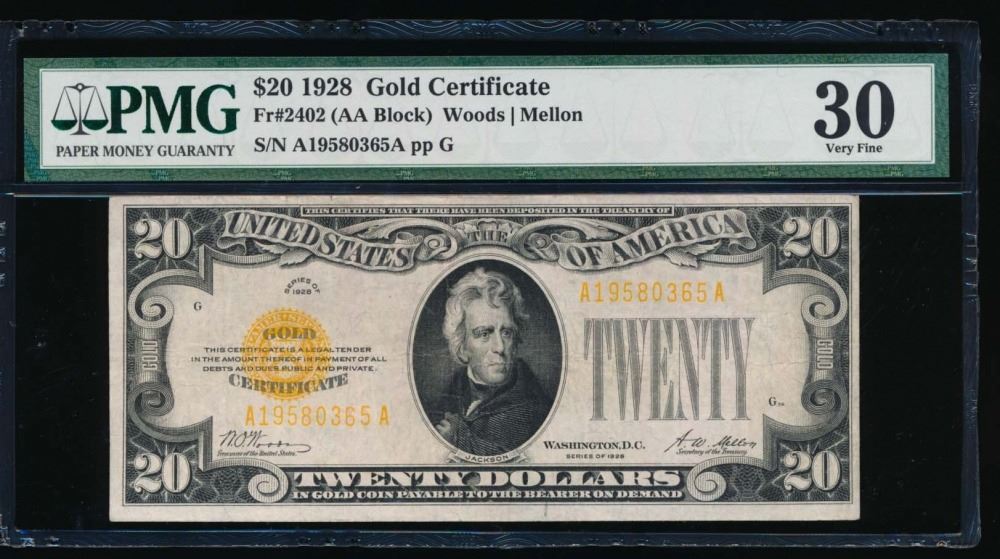 PMG
PAPER MONEY GUARANTY
$20 1928 Gold Certificate
Fr#2402 (AA Block) Woods | Mellon
S/N A19580365A pp G
30
Very Fine
THIS CERTIFIES THAT THERE HAVE BEEN DEPOSITED IN THE TREASURY OF
20
UNITED STATES
THE
OF AMERICA
20
SERIES OF
1928
G
A19580365A
GOLD
GOLD
THIS CERTIFICATE IS A LEGAL TENDER
IN THE AMOUNT THEREOF IN PAYMENT OF ALL
DEBTS AND DUES PUBLIC AND PRIVATE.
CERTIFICATE
TWENTY
GOLD
A19580365A
G
W.O. Woods
Treasurer of the United States.
JACKSON
WASHINGTON, D.C.
SERIES OF 1928
A. W. Mellon
Secretary of the Treasury
20
TWENTY DOLLARS
20
IN GOLD COIN PAYABLE TO THE BEARER ON DEMAND